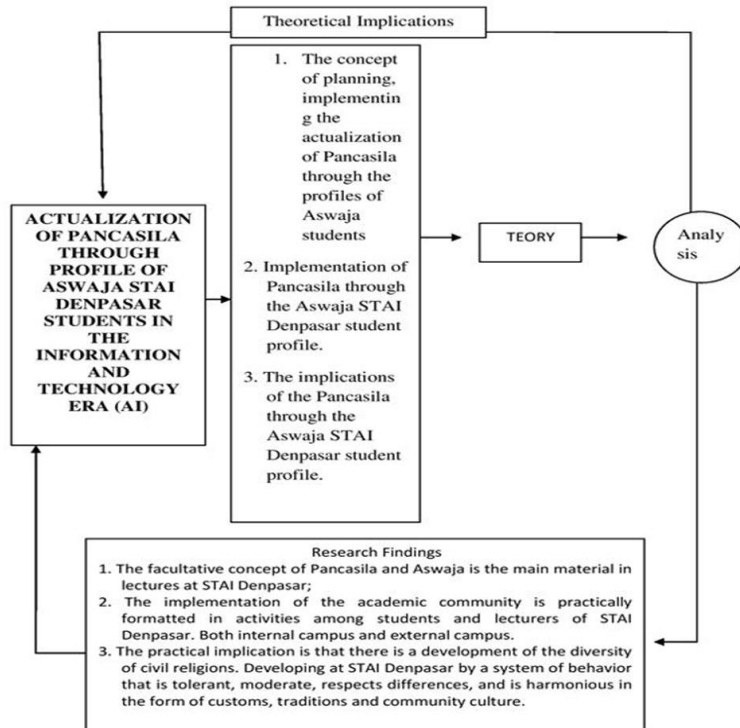 Theoretical Implications
1. The concept
of planning,
implementin
g the
actualization
of Pancasila
through the
profiles of
Aswaja
students
2. Implementation of
Pancasila through
the Aswaja STAI
Denpasar student
profile.
3. The implications
of the Pancasila
through the
Aswaja STAI
Denpasar student
profile.
ACTUALIZATION
OF PANCASILA
THROUGH
PROFILE OF
ASWAJA STAI
DENPASAR
STUDENTS IN
THE
INFORMATION
AND
TECHNOLOGY
ERA (AI)
TEORY
Analy
sis
Research Findings
1. The facultative concept of Pancasila and Aswaja is the main material in
lectures at STAI Denpasar;
2. The implementation of the academic community is practically
formatted in activities among students and lecturers of STAI
Denpasar. Both internal campus and external campus.
3. The practical implication is that there is a development of the diversity
of civil religions. Developing at STAI Denpasar by a system of behavior
that is tolerant, moderate, respects differences, and is harmonious in
the form of customs, traditions and community culture.